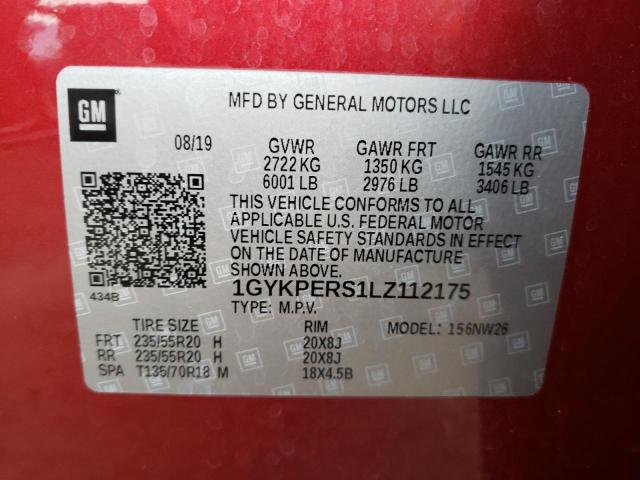 GM
MFD BY GENERAL MOTORS LLC
08/19 GVWR GAWR FRT GAWR RR
2722 KG 1350 KG 1545 KG
6001 LB 2976 LB 3406 LB
THIS VEHICLE CONFORMS TO ALL
APPLICABLE U.S. FEDERAL MOTOR
VEHICLE SAFETY STANDARDS IN EFFECT
ON THE DATE OF MANUFACTURE
434B
1GYKPERS1LZ112175
TYPE: M.P.V.
TIRE SIZE RIM MODEL: 156NW26
FRT 235/55R20 H 20X8J
RR 235/55R20 H 20X8J
SPA T135/70R18 M 18X4.5B